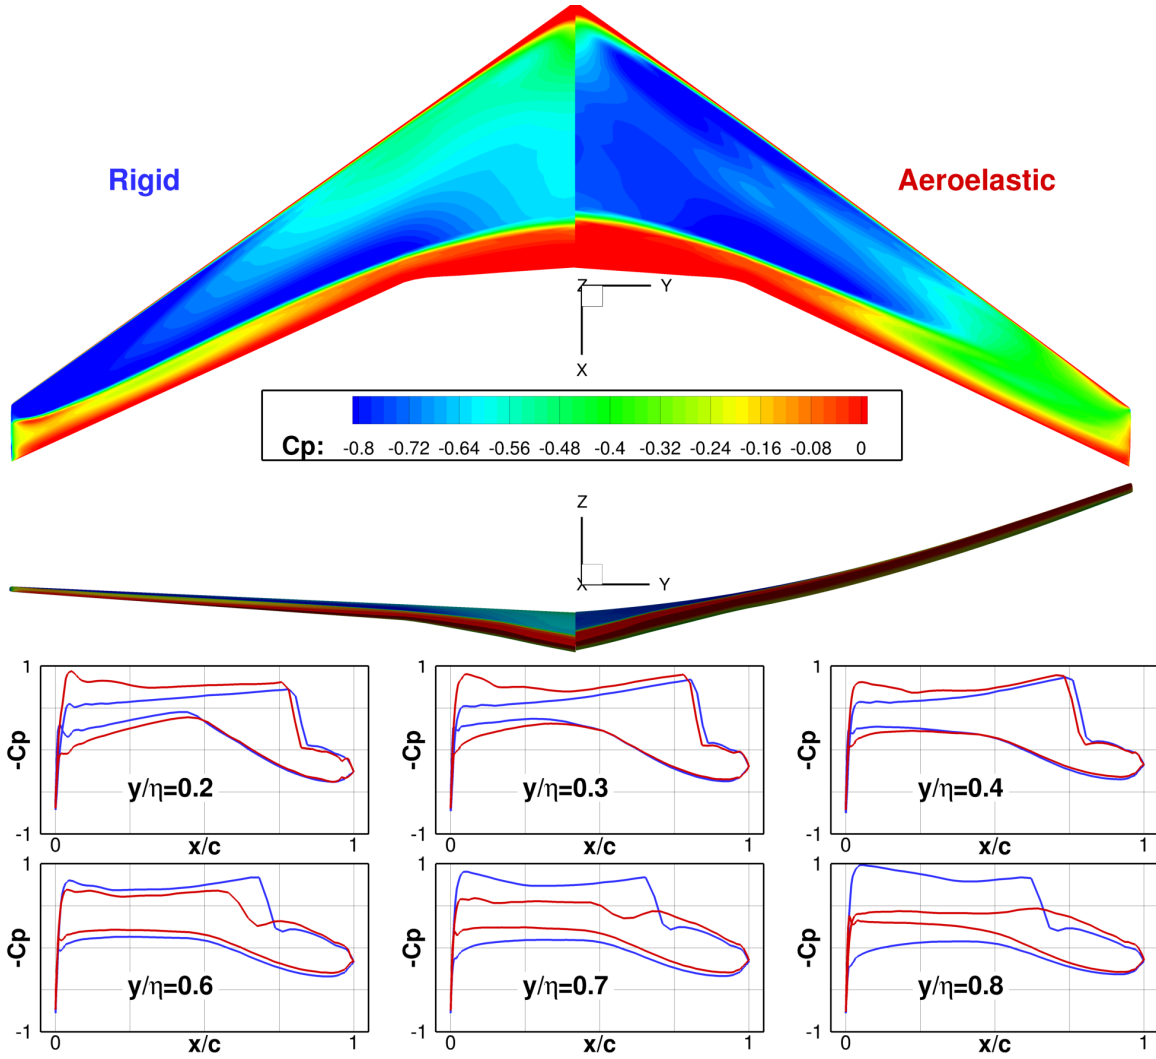 Rigid
Aeroelastic
Z Y
X
Cp: -0.8 -0.72 -0.64 -0.56 -0.48 -0.4 -0.32 -0.24 -0.16 -0.08 0
Z
X Y
1 1 1
-Cp -Cp -Cp
y/η=0.2 y/η=0.3 y/η=0.4
-1 -1 -1
0 x/c 1 0 x/c 1 0 x/c 1
1 1 1
-Cp -Cp -Cp
y/η=0.6 y/η=0.7 y/η=0.8
-1 -1 -1
0 x/c 1 0 x/c 1 0 x/c 1